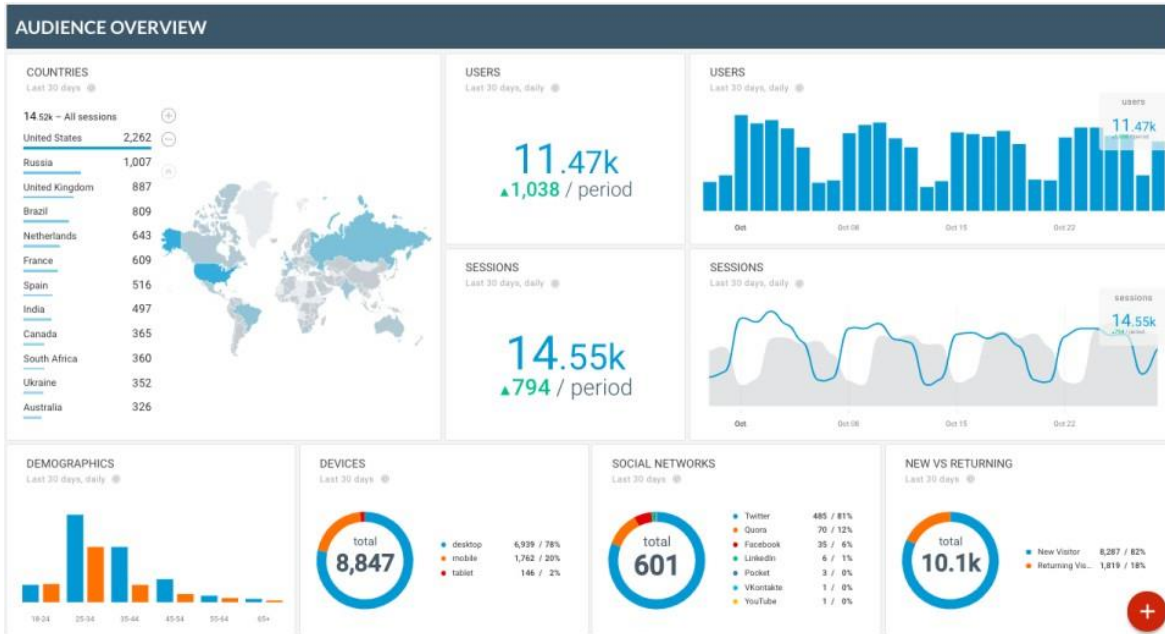 AUDIENCE OVERVIEW
COUNTRIES
Last 30 days
14.52k – All sessions
United States 2,262
Russia 1,007
United Kingdom 887
Brazil 809
Netherlands 643
France 609
Spain 516
India 497
Canada 365
South Africa 360
Ukraine 352
Australia 326
USERS
Last 30 days, daily
11.47k
▲1,038 / period
SESSIONS
Last 30 days, daily
14.55k
▲794 / period
USERS
Last 30 days, daily
users
11.47k
Oct Oct 08 Oct 15 Oct 22
SESSIONS
Last 30 days, daily
sessions
14.55k
Oct Oct 08 Oct 15 Oct 22
DEMOGRAPHICS
Last 30 days, daily
18-24 25-34 35-44 45-54 55-64 65+
DEVICES
Last 30 days
total
8,847
desktop 6,939 / 78%
mobile 1,762 / 20%
tablet 146 / 2%
SOCIAL NETWORKS
Last 30 days
total
601
Twitter 485 / 81%
Quora 70 / 12%
Facebook 35 / 6%
LinkedIn 6 / 1%
Pocket 3 / 0%
VKontakte 1 / 0%
YouTube 1 / 0%
NEW VS RETURNING
Last 30 days
total
10.1k
New Visitor 8,287 / 82%
Returning Vis... 1,819 / 18%
+